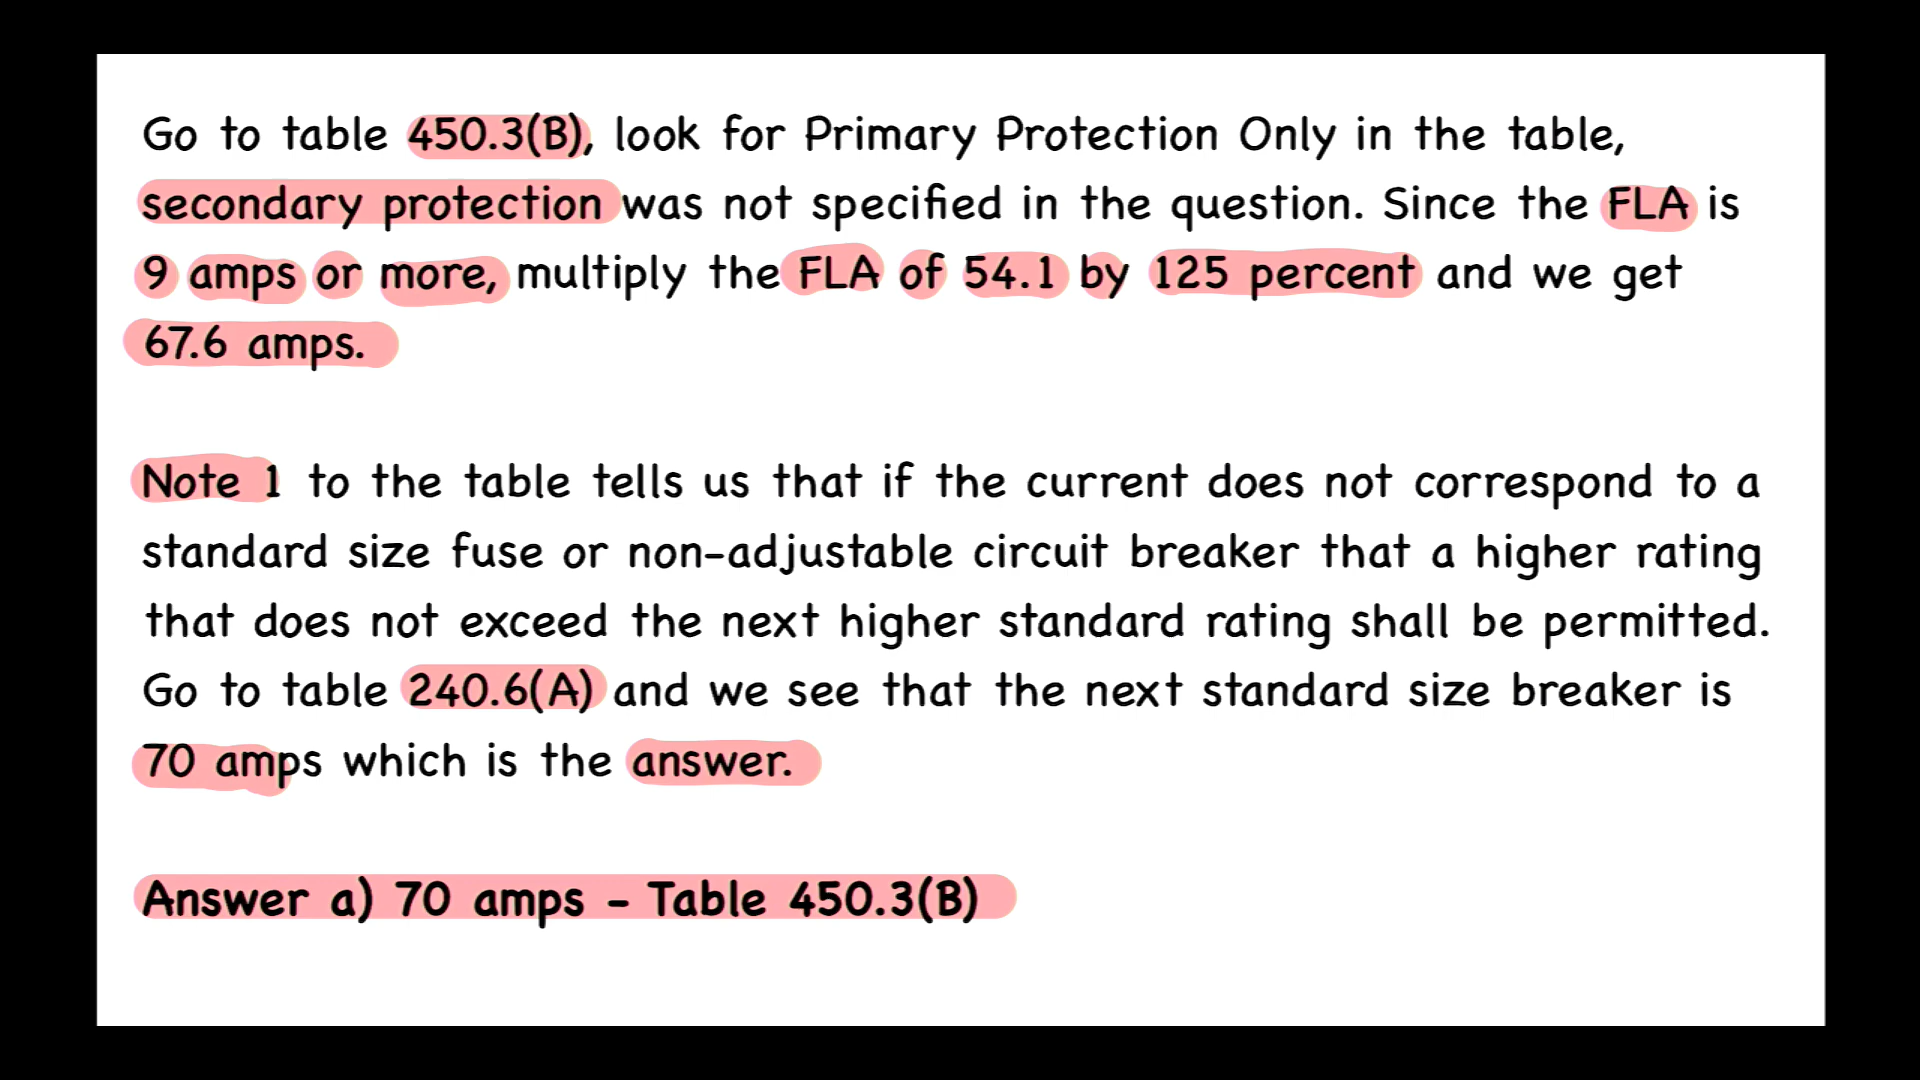 Go to table 450.3(B), look for Primary Protection Only in the table,
secondary protection was not specified in the question. Since the FLA is
9 amps or more, multiply the FLA of 54.1 by 125 percent and we get
67.6 amps.
Note 1 to the table tells us that if the current does not correspond to a
standard size fuse or non-adjustable circuit breaker that a higher rating
that does not exceed the next higher standard rating shall be permitted.
Go to table 240.6(A) and we see that the next standard size breaker is
70 amps which is the answer.
Answer a) 70 amps - Table 450.3(B)